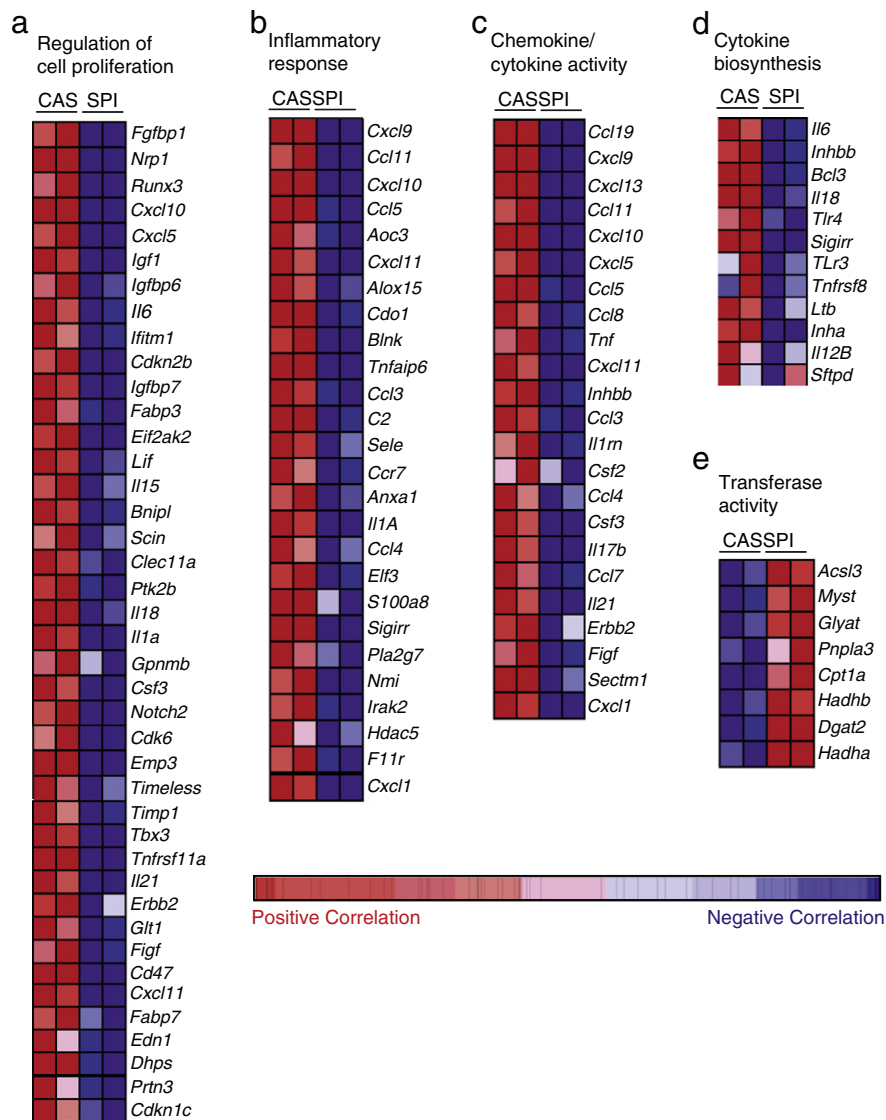 a
Regulation of
cell proliferation
CAS SPI
Fgfbp1
Nrp1
Runx3
Cxcl10
Cxcl5
Igf1
Igfbp6
Il6
Ifitm1
Cdkn2b
Igfbp7
Fabp3
Eif2ak2
Lif
Il15
Bnipl
Scin
Clec11a
Ptk2b
Il18
Il1a
Gpnmb
Csf3
Notch2
Cdk6
Emp3
Timeless
Timp1
Tbx3
Tnfrsf11a
Il21
Erbb2
Glt1
Figf
Cd47
Cxcl11
Fabp7
Edn1
Dhps
Prtn3
Cdkn1c
b
Inflammatory
response
CASSPI
Cxcl9
Ccl11
Cxcl10
Ccl5
Aoc3
Cxcl11
Alox15
Cdo1
Blnk
Tnfaip6
Ccl3
C2
Sele
Ccr7
Anxa1
Il1A
Ccl4
Elf3
S100a8
Sigirr
Pla2g7
Nmi
Irak2
Hdac5
F11r
Cxcl1
c
Chemokine/
cytokine activity
CASSPI
Ccl19
Cxcl9
Cxcl13
Ccl11
Cxcl10
Cxcl5
Ccl5
Ccl8
Tnf
Cxcl11
Inhbb
Ccl3
Il1rn
Csf2
Ccl4
Csf3
Il17b
Ccl7
Il21
Erbb2
Figf
Sectm1
Cxcl1
d
Cytokine
biosynthesis
CAS SPI
Il6
Inhbb
Bcl3
Il18
Tlr4
Sigirr
TLr3
Tnfrsf8
Ltb
Inha
Il12B
Sftpd
e
Transferase
activity
CASSPI
Acsl3
Myst
Glyat
Pnpla3
Cpt1a
Hadhb
Dgat2
Hadha
Positive Correlation Negative Correlation